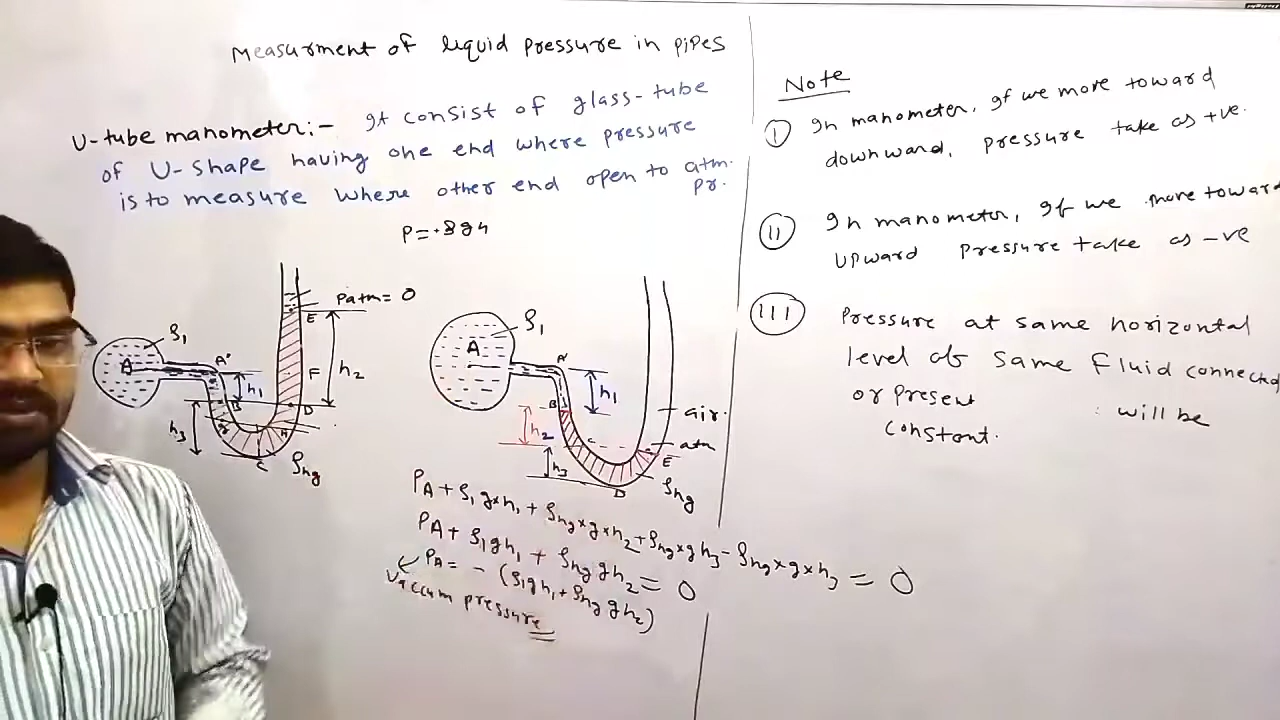 Measurment of liquid pressure in pipes
U-tube manometer:- It consist of glass-tube
of U-shape having one end where pressure
is to measure where other end open to atm.
pr.
P=+ρgh
Patm = 0
E
ρ1
A
A'
h1
F
h2
B
D
h3
C
ρhg
ρ1
A
A'
h1
B
air.
h2
C
atm
h3
E
D
ρhg
PA + ρ1 g×h1 + ρhg×g×h2 + ρhg×gh3 - ρhg×g×h3 = 0
PA + ρ1gh1 + ρhg gh2 = 0
PA = - (ρ1gh1 + ρhg gh2)
Vaccum pressure
Note
I In manometer, If we more toward
downward, pressure take as +ve.
II In manometer, If we more toward
upward pressure take as -ve
III Pressure at same horizontal
level of same fluid connected
or present will be
constant.